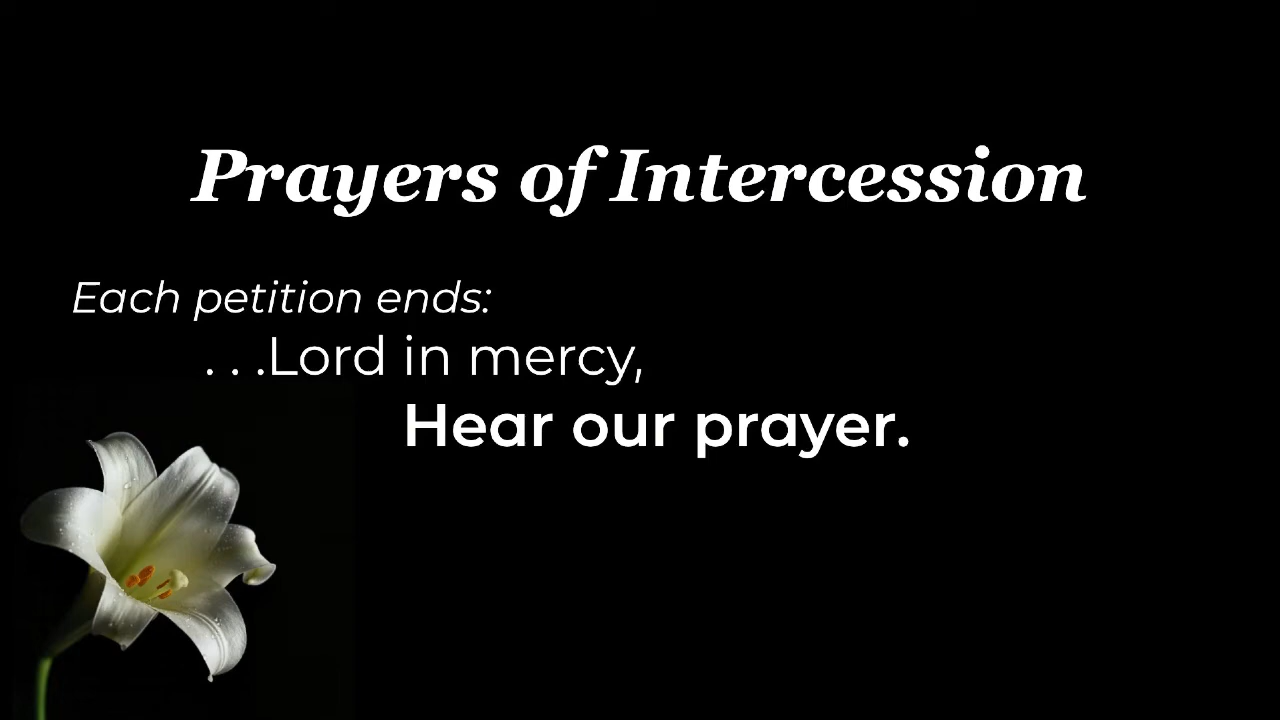 Prayers of Intercession
Each petition ends:
. . .Lord in mercy,
Hear our prayer.